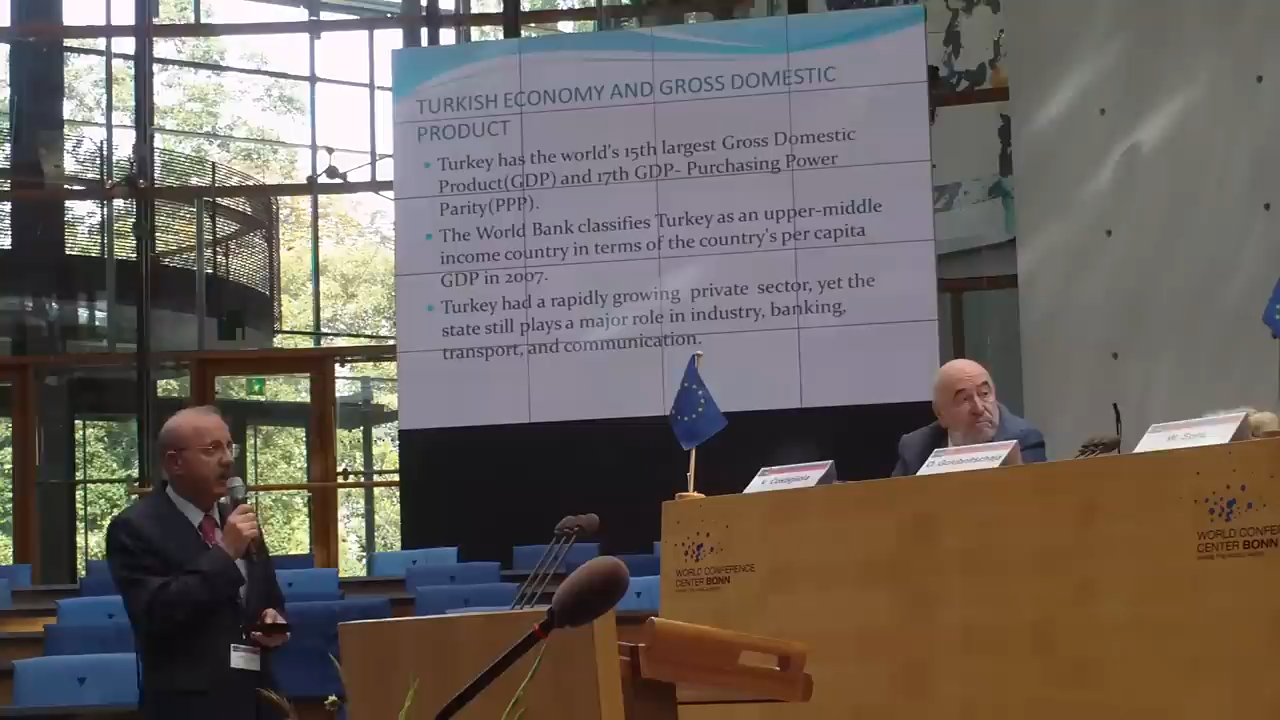 TURKISH ECONOMY AND GROSS DOMESTIC
PRODUCT
Turkey has the world's 15th largest Gross Domestic
Product(GDP) and 17th GDP- Purchasing Power
Parity(PPP).
The World Bank classifies Turkey as an upper-middle
income country in terms of the country's per capita
GDP in 2007.
Turkey had a rapidly growing private sector, yet the
state still plays a major role in industry, banking,
transport, and communication.
WORLD CONFERENCE
CENTER BONN
WORLD CONFE
CENTER BONN